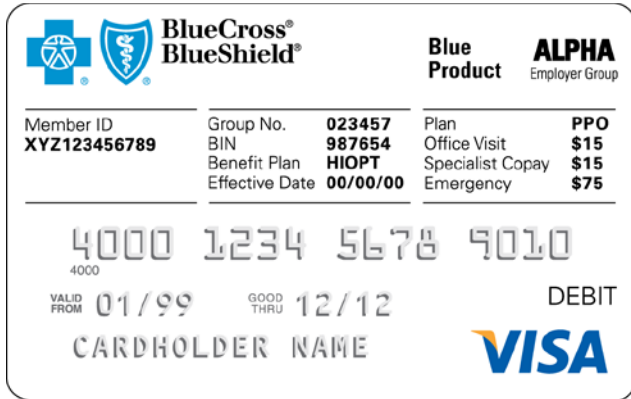 BlueCross®
BlueShield®
Blue
Product
ALPHA
Employer Group
Member ID
XYZ123456789
Group No. 023457
BIN 987654
Benefit Plan HIOPT
Effective Date 00/00/00
Plan PPO
Office Visit $15
Specialist Copay $15
Emergency $75
4000 1234 5678 9010
4000
VALID FROM 01/99 GOOD THRU 12/12
DEBIT
CARDHOLDER NAME
VISA